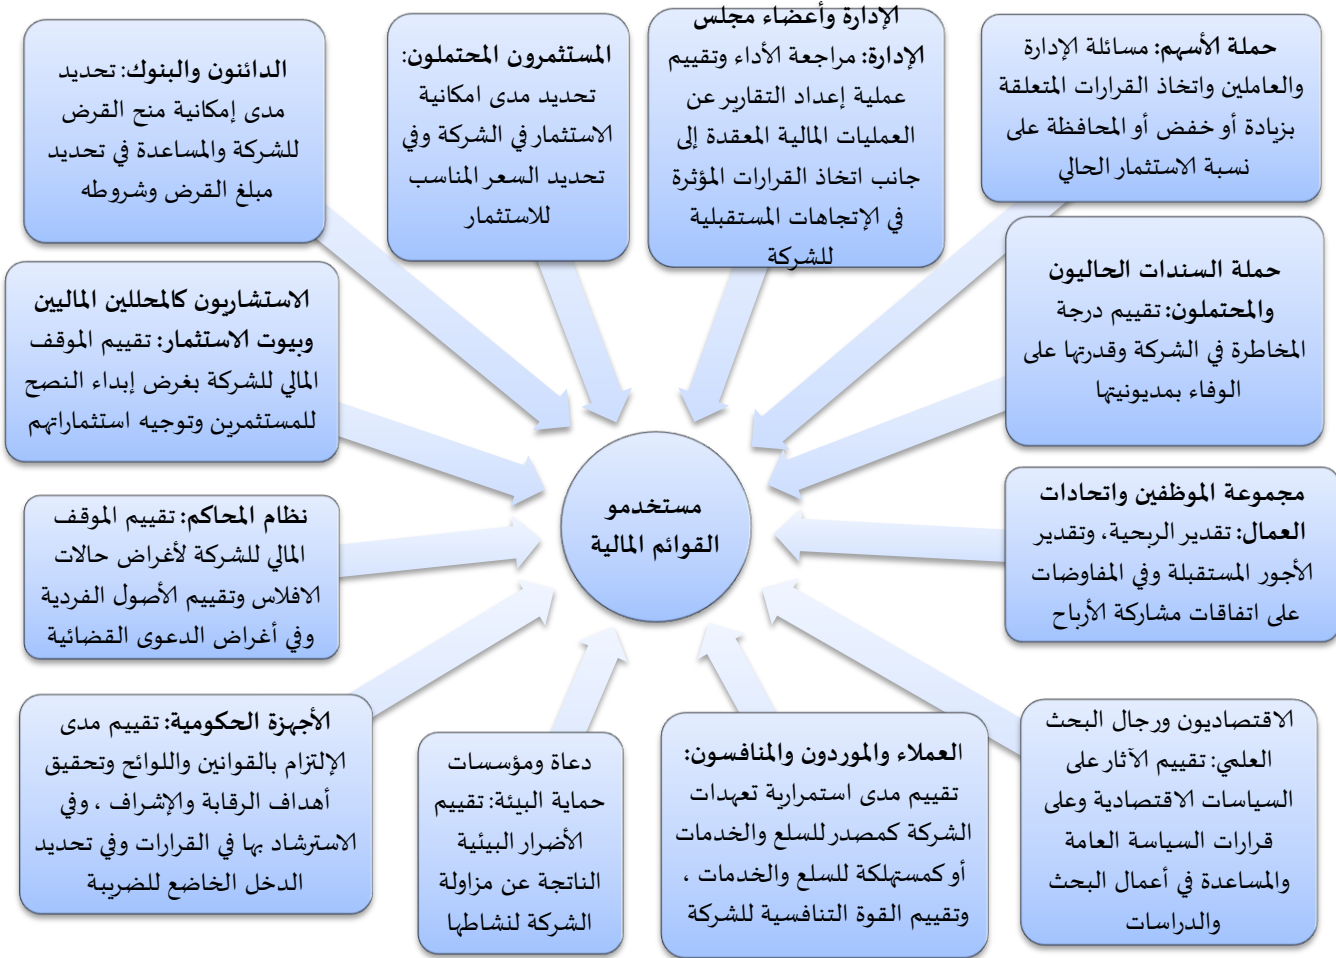 حملة الأسهم: مسائلة الإدارة
والعاملين واتخاذ القرارات المتعلقة
بزيادة أو خفض أو المحافظة على
نسبة الاستثمار الحالي
الإدارة وأعضاء مجلس
الإدارة: مراجعة الأداء وتقييم
عملية إعداد التقارير عن
العمليات المالية المعقدة إلى
جانب اتخاذ القرارات المؤثرة
في الإتجاهات المستقبلية
للشركة
المستثمرون المحتملون:
تحديد مدى امكانية
الاستثمار في الشركة وفي
تحديد السعر المناسب
للاستثمار
الدائنون والبنوك: تحديد
مدى إمكانية منح القرض
للشركة والمساعدة في تحديد
مبلغ القرض وشروطه
حملة السندات الحاليون
والمحتملون: تقييم درجة
المخاطرة في الشركة وقدرتها على
الوفاء بمديونيتها
الاستشاريون كالمحللين الماليين
وبيوت الاستثمار: تقييم الموقف
المالي للشركة بغرض إبداء النصح
للمستثمرين وتوجيه استثماراتهم
مستخدمو
القوائم المالية
مجموعة الموظفين واتحادات
العمال: تقدير الربحية، وتقدير
الأجور المستقبلة وفي المفاوضات
على اتفاقات مشاركة الأرباح
نظام المحاكم: تقييم الموقف
المالي للشركة لأغراض حالات
الافلاس وتقييم الأصول الفردية
وفي أغراض الدعوى القضائية
الاقتصاديون ورجال البحث
العلمي: تقييم الآثار على
السياسات الاقتصادية وعلى
قرارات السياسة العامة
والمساعدة في أعمال البحث
والدراسات
العملاء والموردون والمنافسون:
تقييم مدى استمرارية تعهدات
الشركة كمصدر للسلع والخدمات
أو كمستهلكة للسلع والخدمات ،
وتقييم القوة التنافسية للشركة
دعاة ومؤسسات
حماية البيئة: تقييم
الأضرار البيئية
الناتجة عن مزاولة
الشركة لنشاطها
الأجهزة الحكومية: تقييم مدى
الإلتزام بالقوانين واللوائح وتحقيق
أهداف الرقابة والإشراف ، وفي
الاسترشاد بها في القرارات وفي تحديد
الدخل الخاضع للضريبة